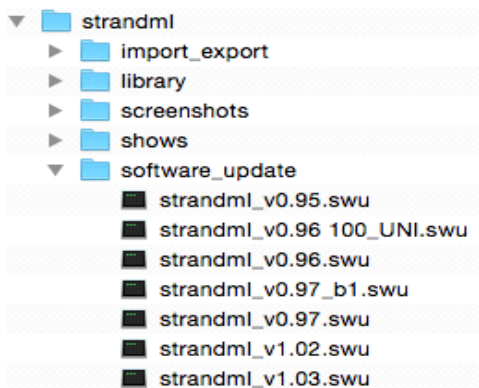 strandml
import_export
library
screenshots
shows
software_update
strandml_v0.95.swu
strandml_v0.96 100_UNI.swu
strandml_v0.96.swu
strandml_v0.97_b1.swu
strandml_v0.97.swu
strandml_v1.02.swu
strandml_v1.03.swu